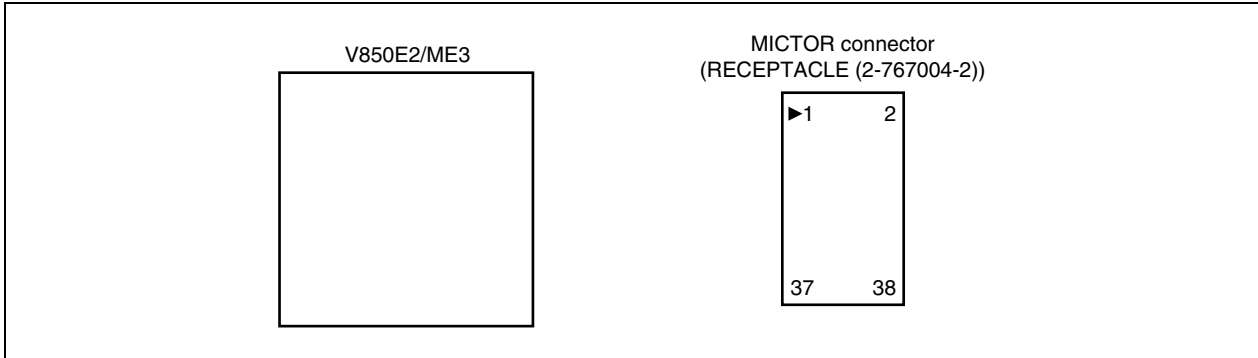 V850E2/ME3
MICTOR connector
(RECEPTACLE (2-767004-2))
►1 2
37 38